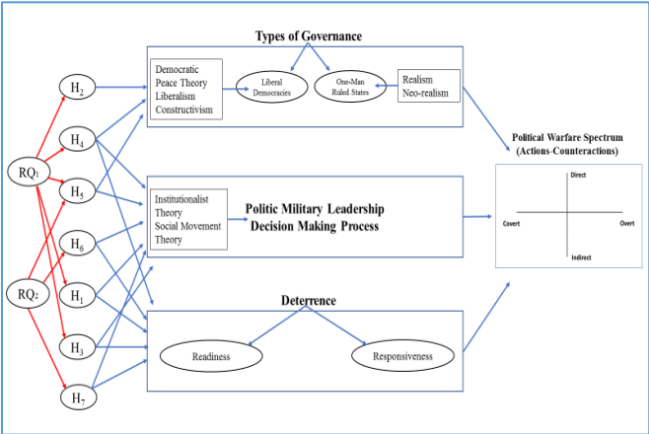 Types of Governance
Democratic
Peace Theory
Liberalism
Constructivism
Liberal
Democracies
One-Man
Ruled States
Realism
Neo-realism
H2
H4
RQ1
H5
H6
RQ2
H1
H3
H7
Institutionalist
Theory
Social Movement
Theory
Politic Military Leadership
Decision Making Process
Deterrence
Readiness
Responsiveness
Political Warfare Spectrum
(Actions-Counteractions)
Direct
Covert
Overt
Indirect